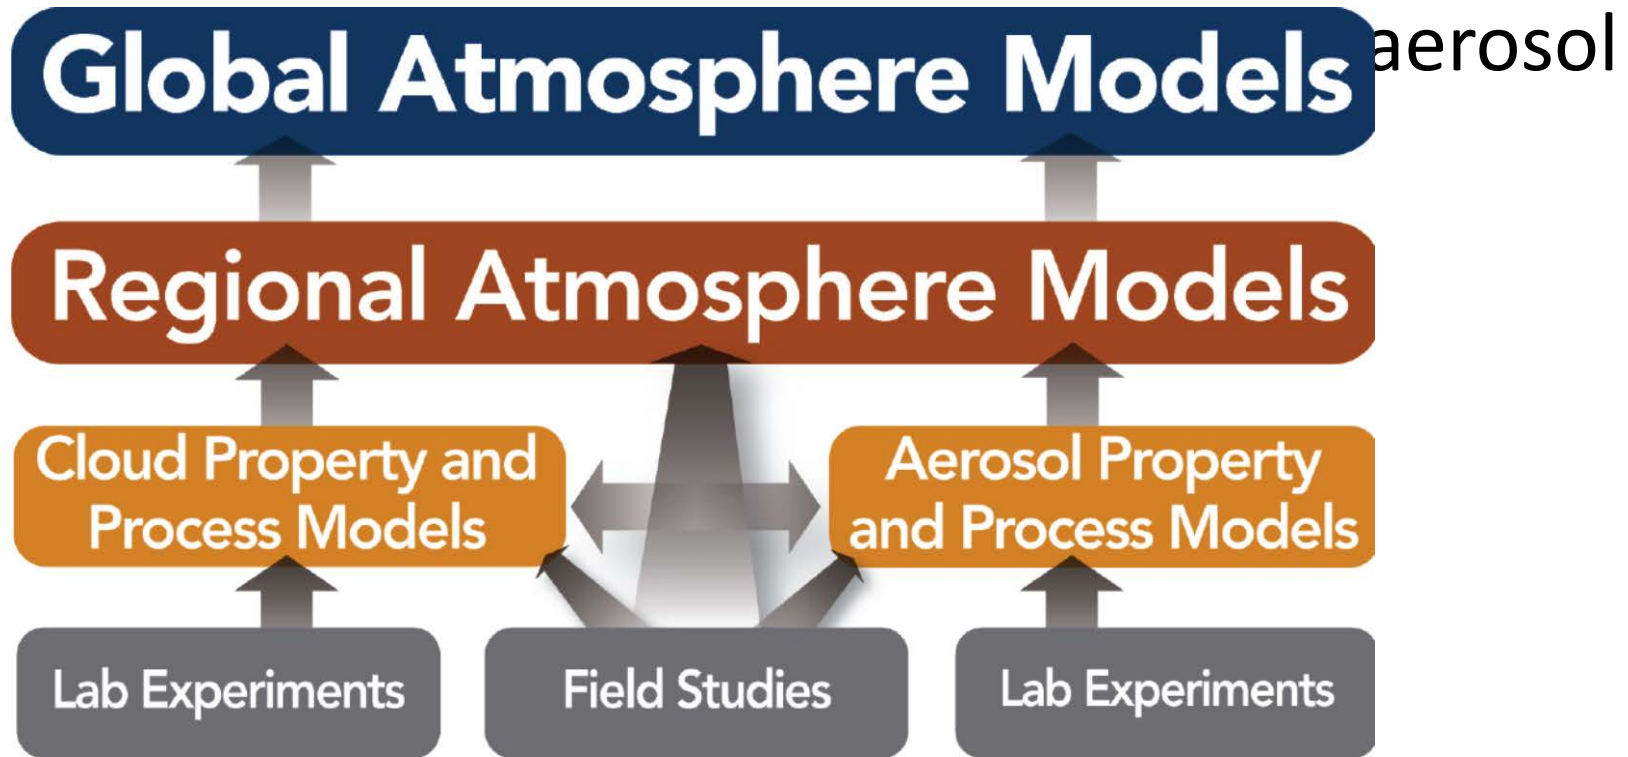 Global Atmosphere Models
aerosol
Regional Atmosphere Models
Cloud Property and
Process Models
Aerosol Property
and Process Models
Lab Experiments
Field Studies
Lab Experiments